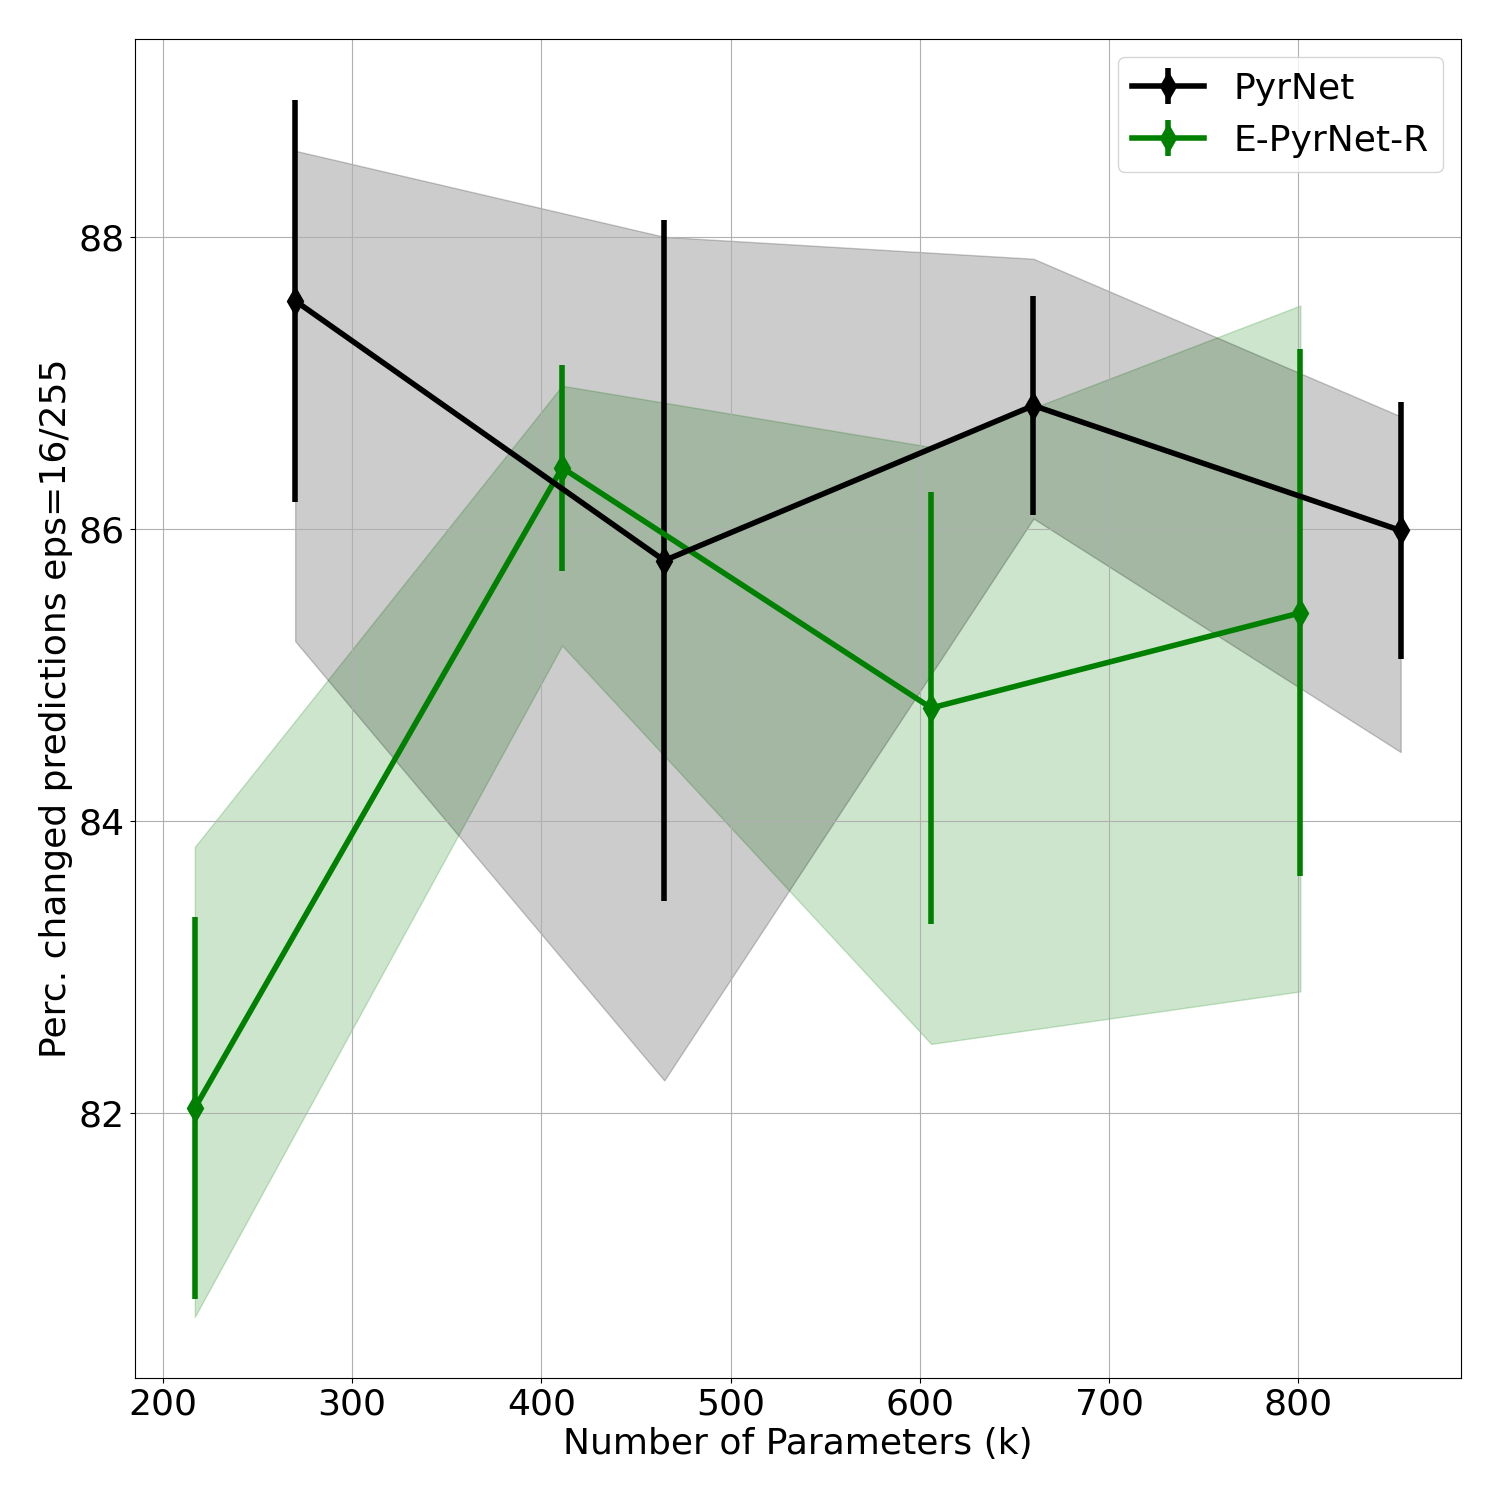 PyrNet
E-PyrNet-R
88
86
84
82
Perc. changed predictions eps=16/255
200 300 400 500 600 700 800
Number of Parameters (k)